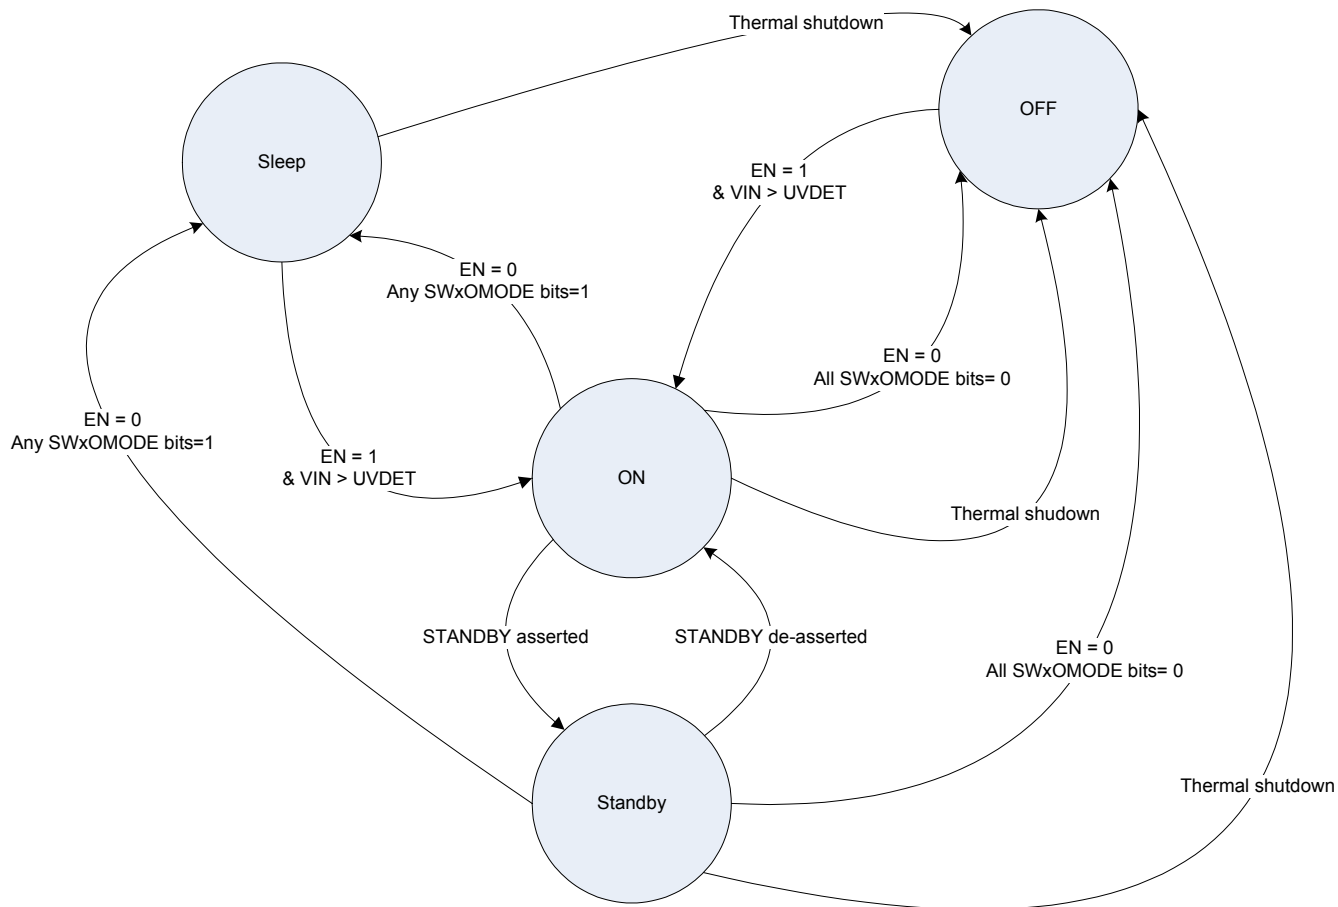 Thermal shutdown
OFF
Sleep
EN = 1
& VIN > UVDET
EN = 0
Any SWxOMODE bits=1
EN = 0
All SWxOMODE bits= 0
EN = 0
Any SWxOMODE bits=1
EN = 1
& VIN > UVDET
ON
Thermal shudown
STANDBY asserted
STANDBY de-asserted
EN = 0
All SWxOMODE bits= 0
Thermal shutdown
Standby